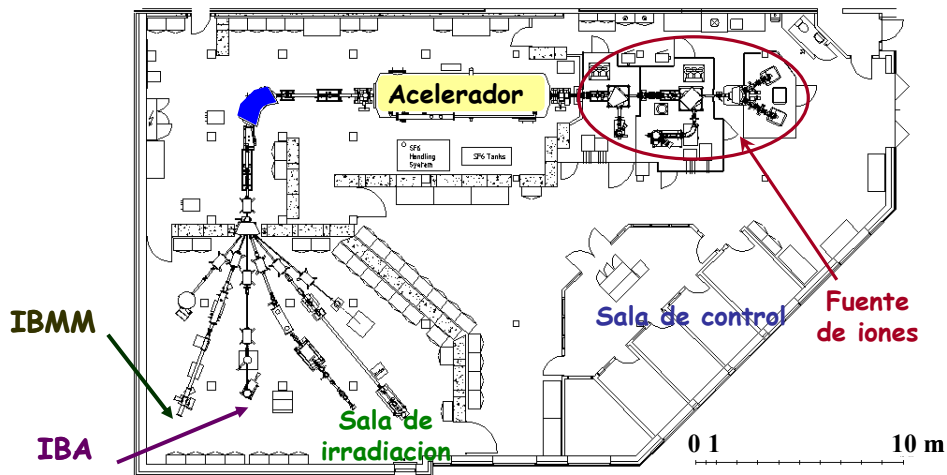 Acelerador
SF6
Handling
System
SF6 Tanks
IBMM
Sala de control
Fuente
de iones
IBA
Sala de
irradiacion
0 1
10 m